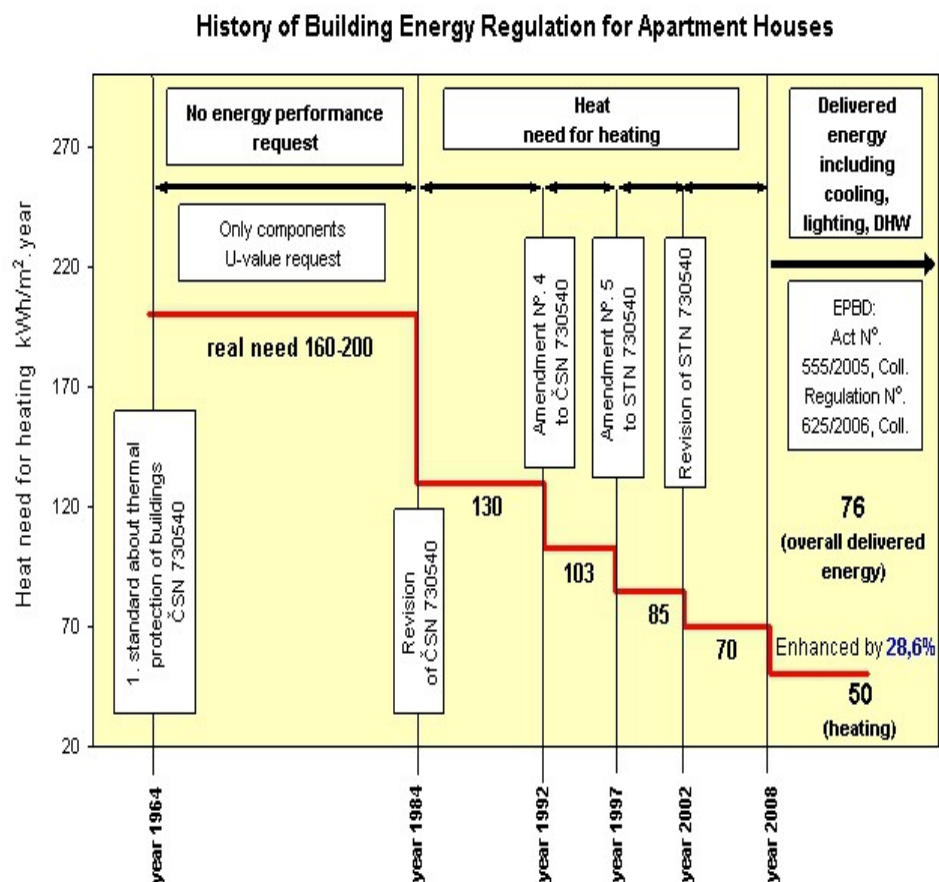 History of Building Energy Regulation for Apartment Houses
Heat need for heating kWh/m².year
270
220
170
120
70
20
No energy performance
request
Only components
U-value request
real need 160-200
1. standard about thermal
protection of buildings
ČSN 730540
Heat
need for heating
Revision
of ČSN 730540
130
Amendment Nº. 4
to ČSN 730540
103
Amendment Nº. 5
to STN 730540
85
Revision of STN 730540
70
Delivered
energy
including
cooling,
lighting, DHW
EPBD:
Act Nº.
555/2005, Coll.
Regulation Nº.
625/2006, Coll.
76
(overall delivered
energy)
Enhanced by 28,6%
50
(heating)
year 1964
year 1984
year 1992
year 1997
year 2002
year 2008